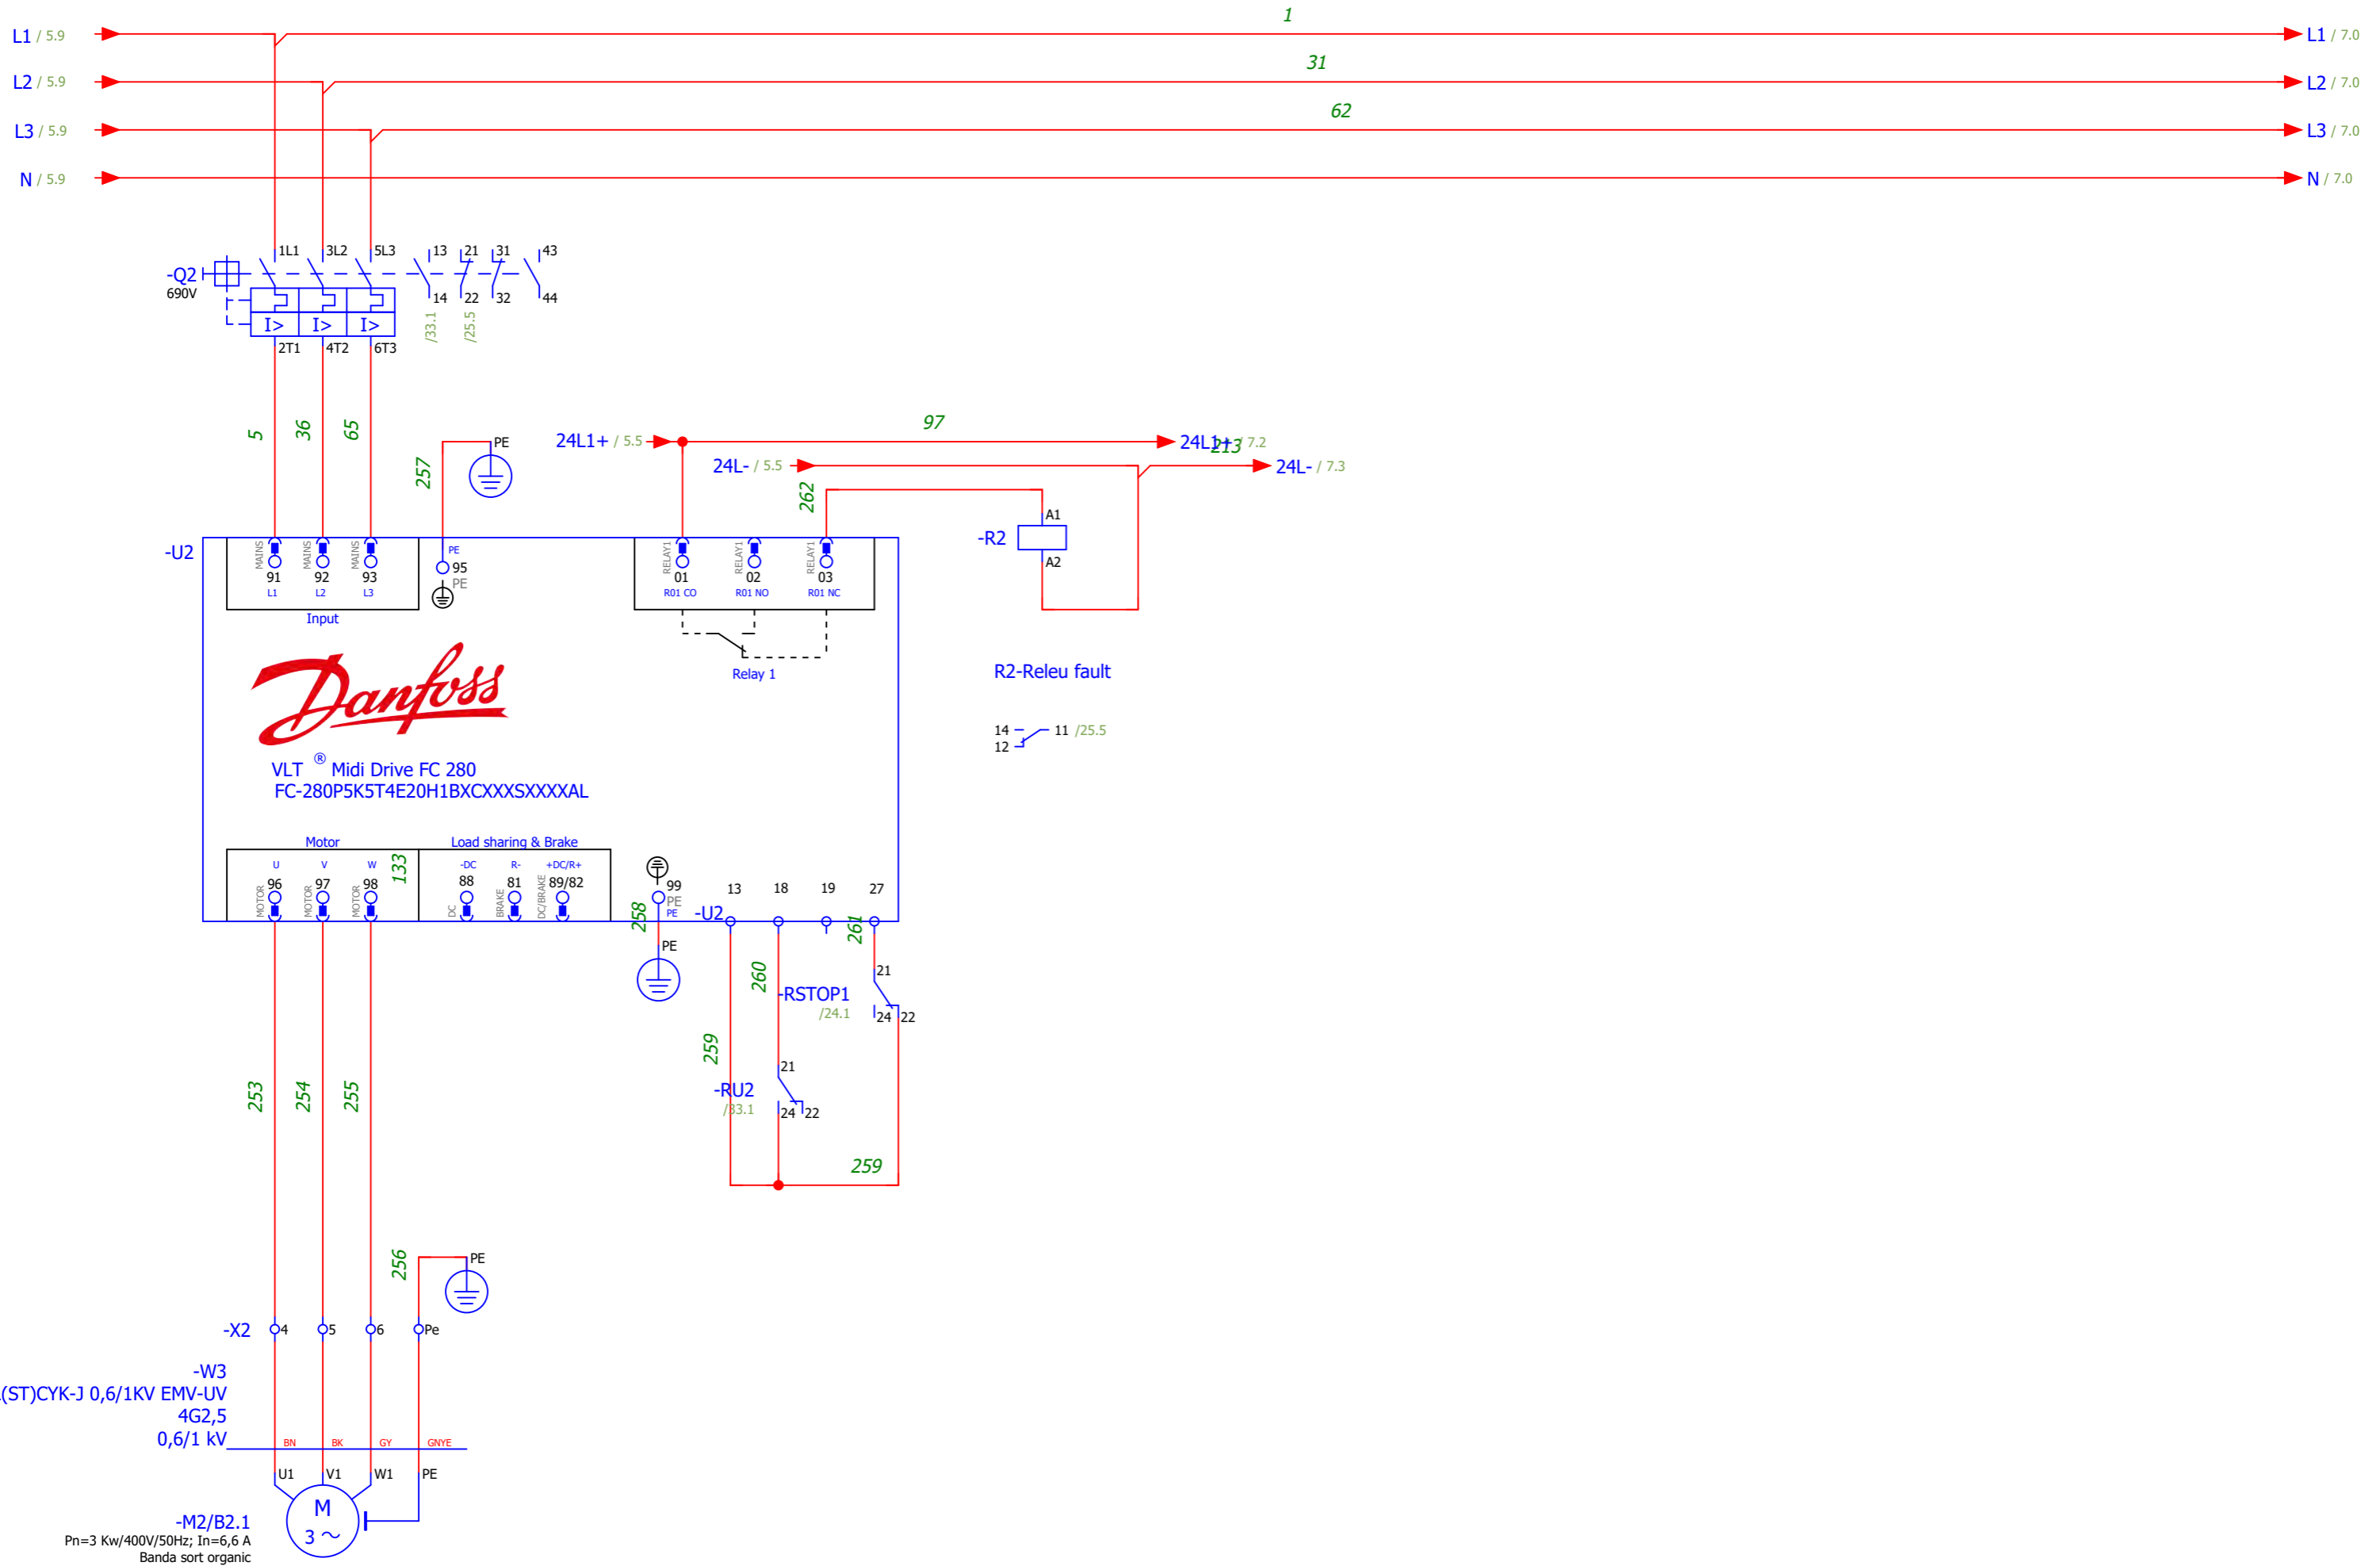 1
L1 / 5.9
L1 / 7.0
31
L2 / 5.9
L2 / 7.0
62
L3 / 5.9
L3 / 7.0
N / 5.9
N / 7.0
1L1 3L2 5L3 13 21 31 43
-Q2
690V
14 22 32 44
I> I> I>
/33.1 /25.5
2T1 4T2 6T3
5 36 65
257
PE
24L1+ / 5.5
97
24L1+ / 7.2
213
24L- / 5.5
24L- / 7.3
262
A1
-R2
A2
-U2
MAINS MAINS MAINS
91 92 93
L1 L2 L3
Input
PE
95
PE
RELAY1 RELAY1 RELAY1
01 02 03
R01 CO R01 NO R01 NC
Relay 1
R2-Releu fault
14 11 /25.5
12
Danfoss
VLT ® Midi Drive FC 280
FC-280P5K5T4E20H1BXCXXXSXXXXAL
Motor
Load sharing & Brake
U V W
133
-DC R- +DC/R+
96 97 98
88 81 89/82
MOTOR MOTOR MOTOR
DC BRAKE DC/BRAKE
99
PE
PE
258
PE
-U2
13 18 19 27
261
260
21
-RSTOP1
/24.1
24 22
259
21
-RU2
/33.1
24 22
259
253 254 255
256
PE
-X2
4 5 6 Pe
-W3
(ST)CYK-J 0,6/1KV EMV-UV
4G2,5
0,6/1 kV
BN BK GY GNYE
U1 V1 W1 PE
M
3 ~
-M2/B2.1
Pn=3 Kw/400V/50Hz; In=6,6 A
Banda sort organic